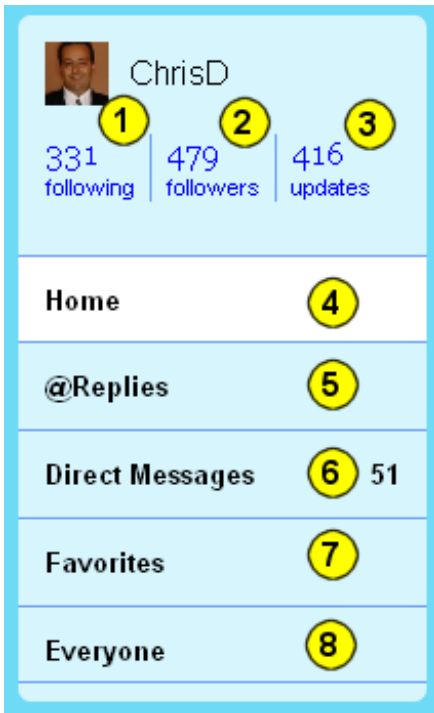 ChrisD
1 2 3
331 479 416
following followers updates
Home 4
@Replies 5
Direct Messages 6 51
Favorites 7
Everyone 8